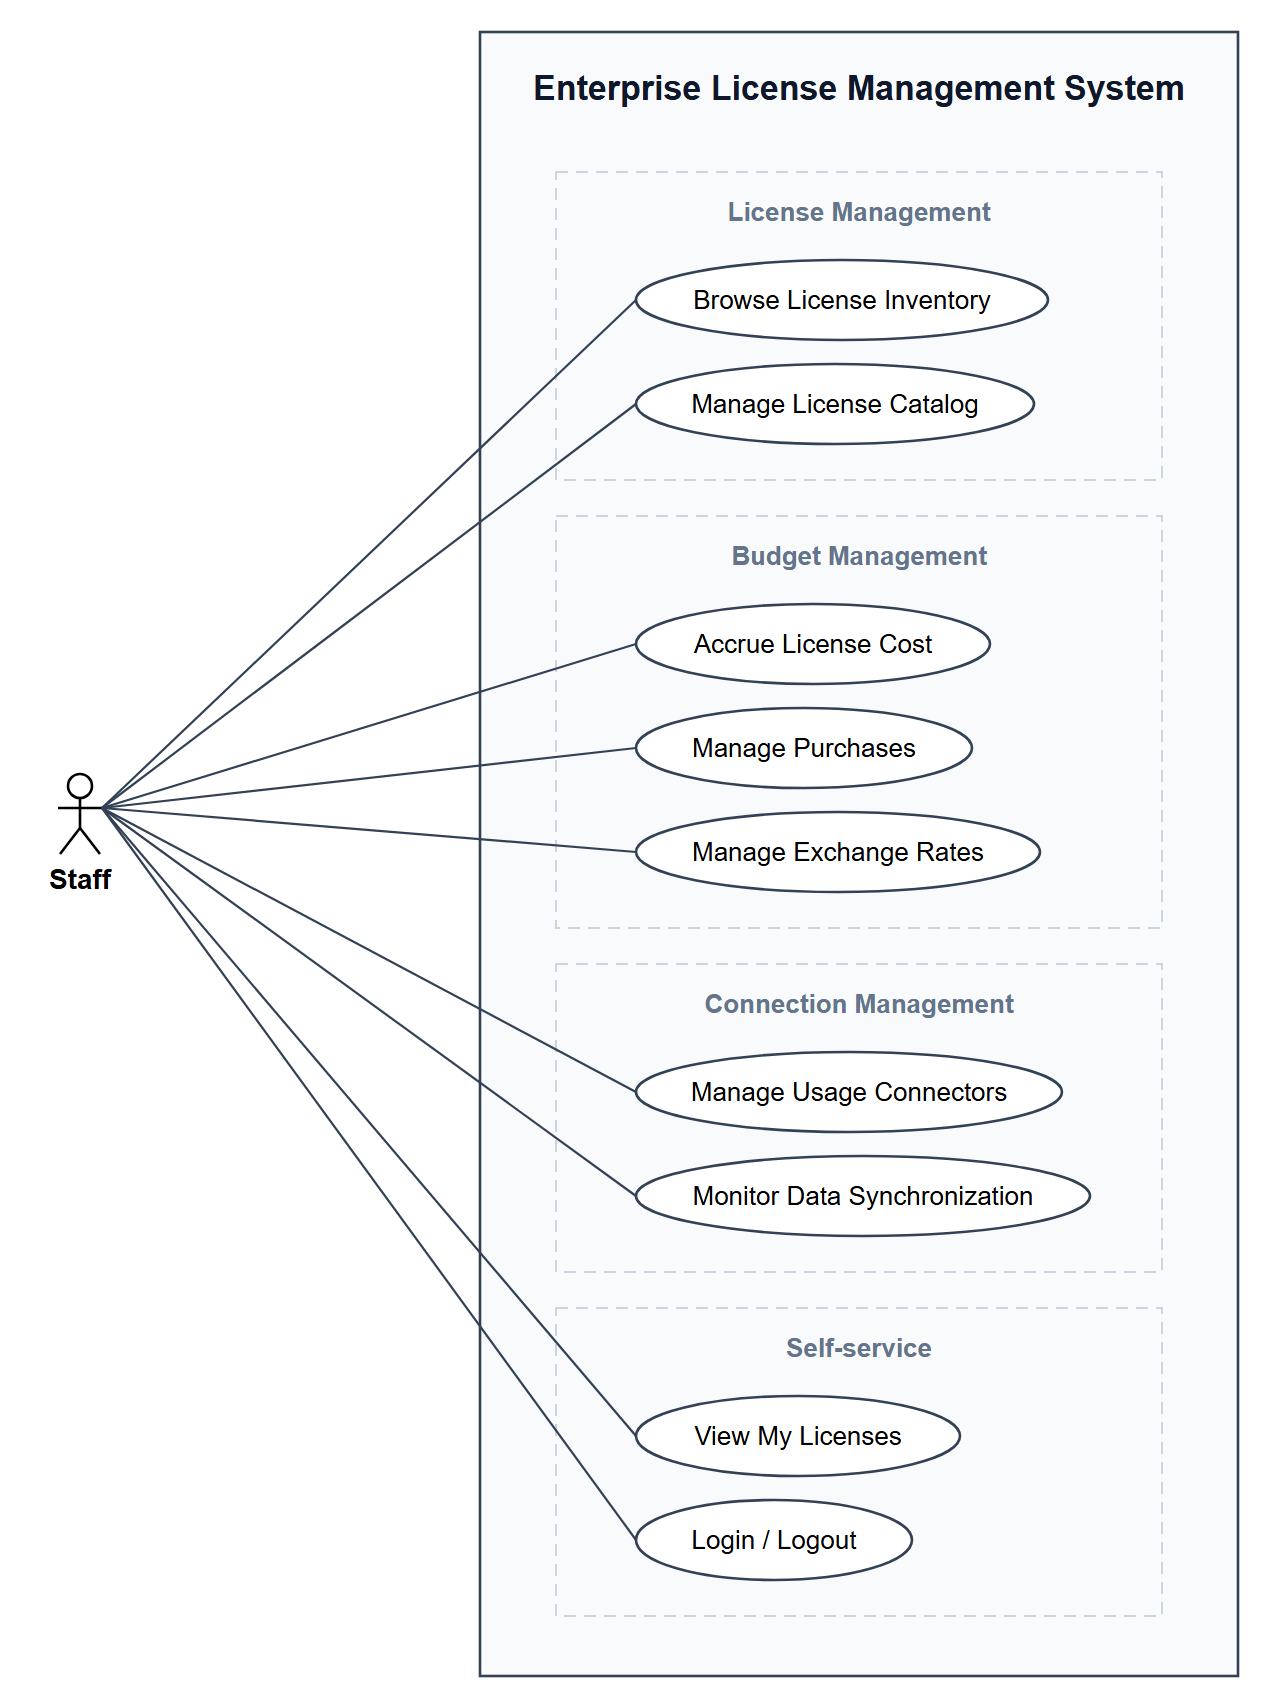 Enterprise License Management System
License Management
Browse License Inventory
Manage License Catalog
Budget Management
Accrue License Cost
Manage Purchases
Manage Exchange Rates
Staff
Connection Management
Manage Usage Connectors
Monitor Data Synchronization
Self-service
View My Licenses
Login / Logout